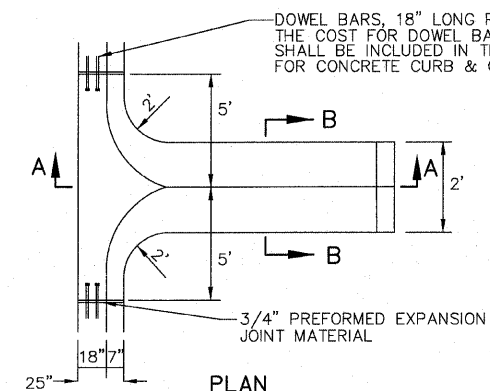 DOWEL BARS, 18" LONG
THE COST FOR DOWEL
SHALL BE INCLUDED IN
FOR CONCRETE CURB &
2'
5'
B
A
A
2'
B
2'
5'
3/4" PREFORMED EXPANSION
JOINT MATERIAL
18" 7"
25"
PLAN